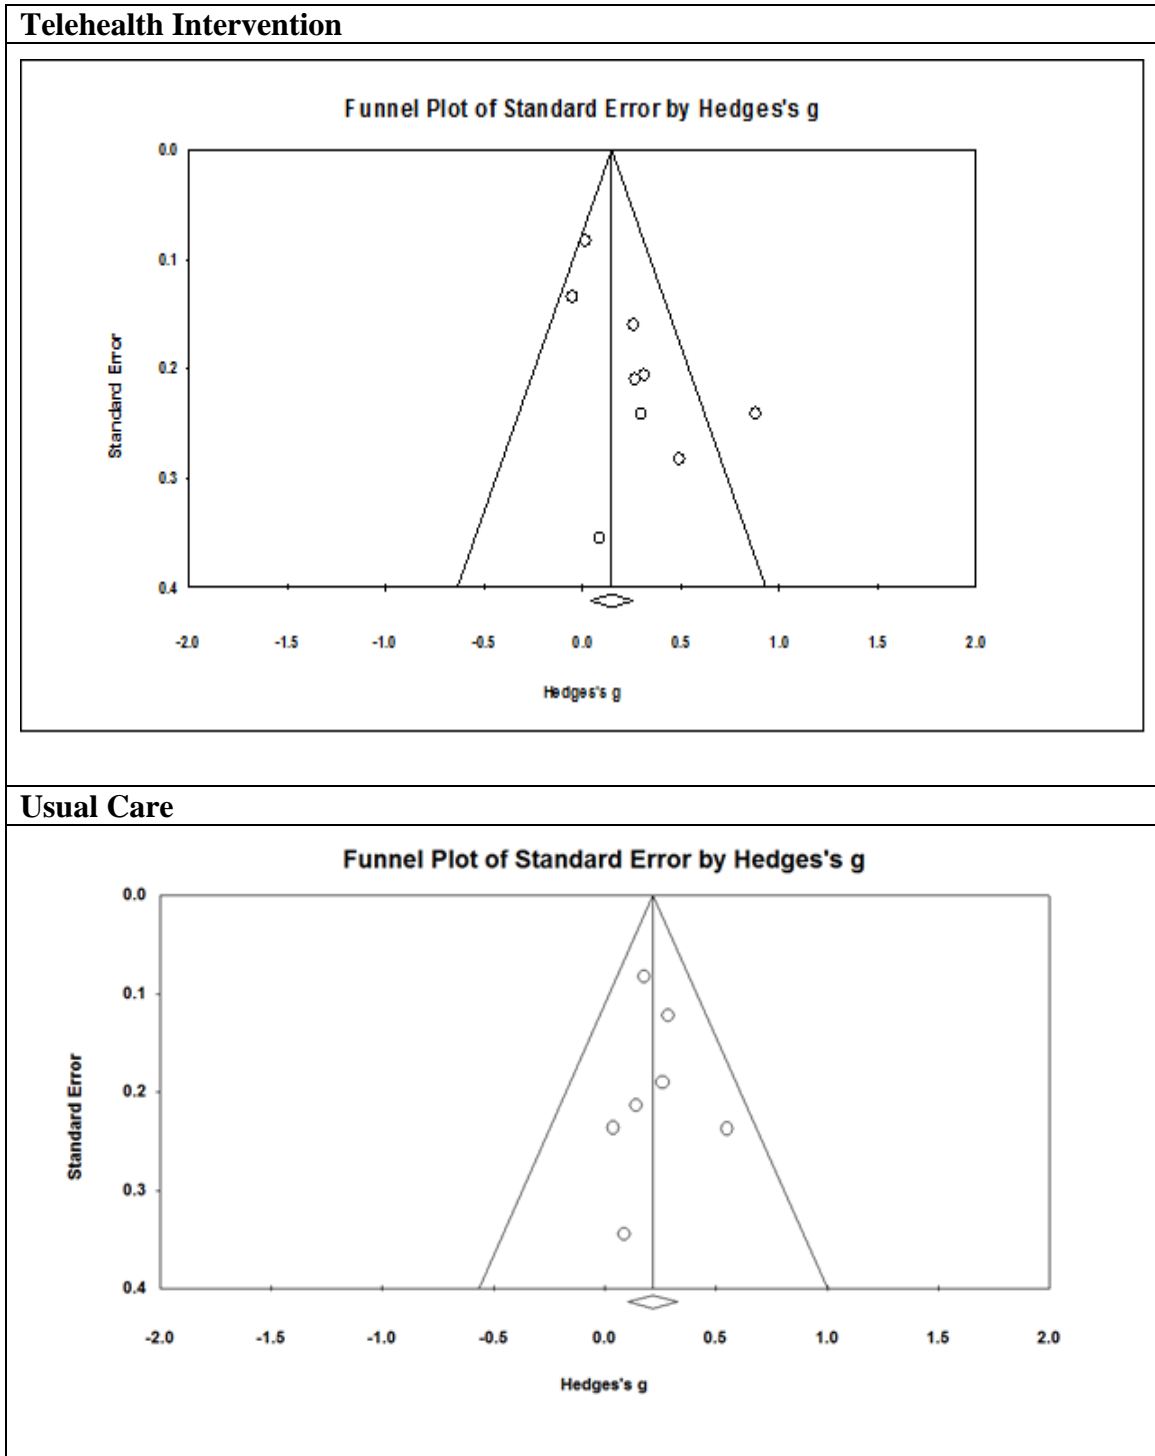 Telehealth Intervention
Funnel Plot of Standard Error by Hedges's g
0.0
0.1
0.2
0.3
0.4
Standard Error
-2.0 -1.5 -1.0 -0.5 0.0 0.5 1.0 1.5 2.0
Hedges's g
Usual Care
Funnel Plot of Standard Error by Hedges's g
0.0
0.1
0.2
0.3
0.4
Standard Error
-2.0 -1.5 -1.0 -0.5 0.0 0.5 1.0 1.5 2.0
Hedges's g